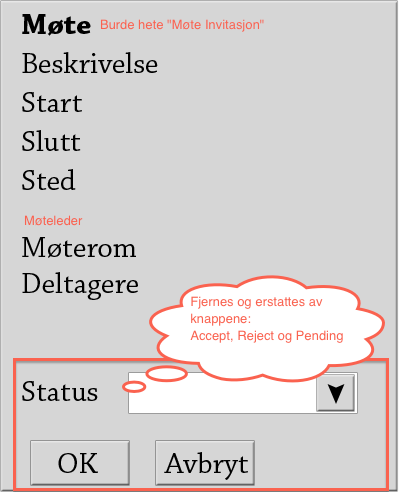 Møte Burde hete "Møte Invitasjon"
Beskrivelse
Start
Slutt
Sted
Møteleder
Møterom
Deltagere
Fjernes og erstattes av
knappene:
Accept, Reject og Pending
Status
OK Avbryt